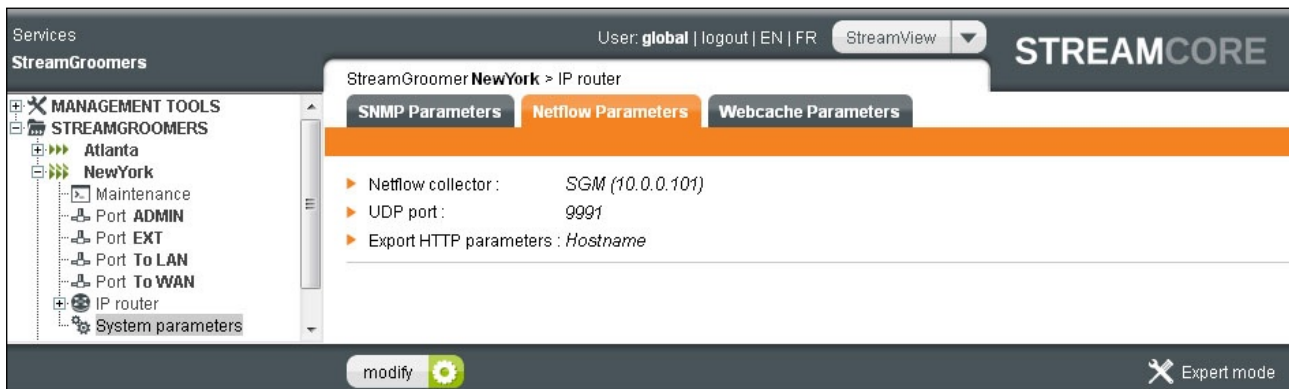 Services
StreamGroomers
User: global | logout | EN | FR
StreamView
STREAMCORE
StreamGroomer NewYork > IP router
SNMP Parameters
Netflow Parameters
Webcache Parameters
MANAGEMENT TOOLS
STREAMGROOMERS
Atlanta
NewYork
Maintenance
Port ADMIN
Port EXT
Port To LAN
Port To WAN
IP router
System parameters
Netflow collector : SGM (10.0.0.101)
UDP port : 9991
Export HTTP parameters : Hostname
modify
Expert mode